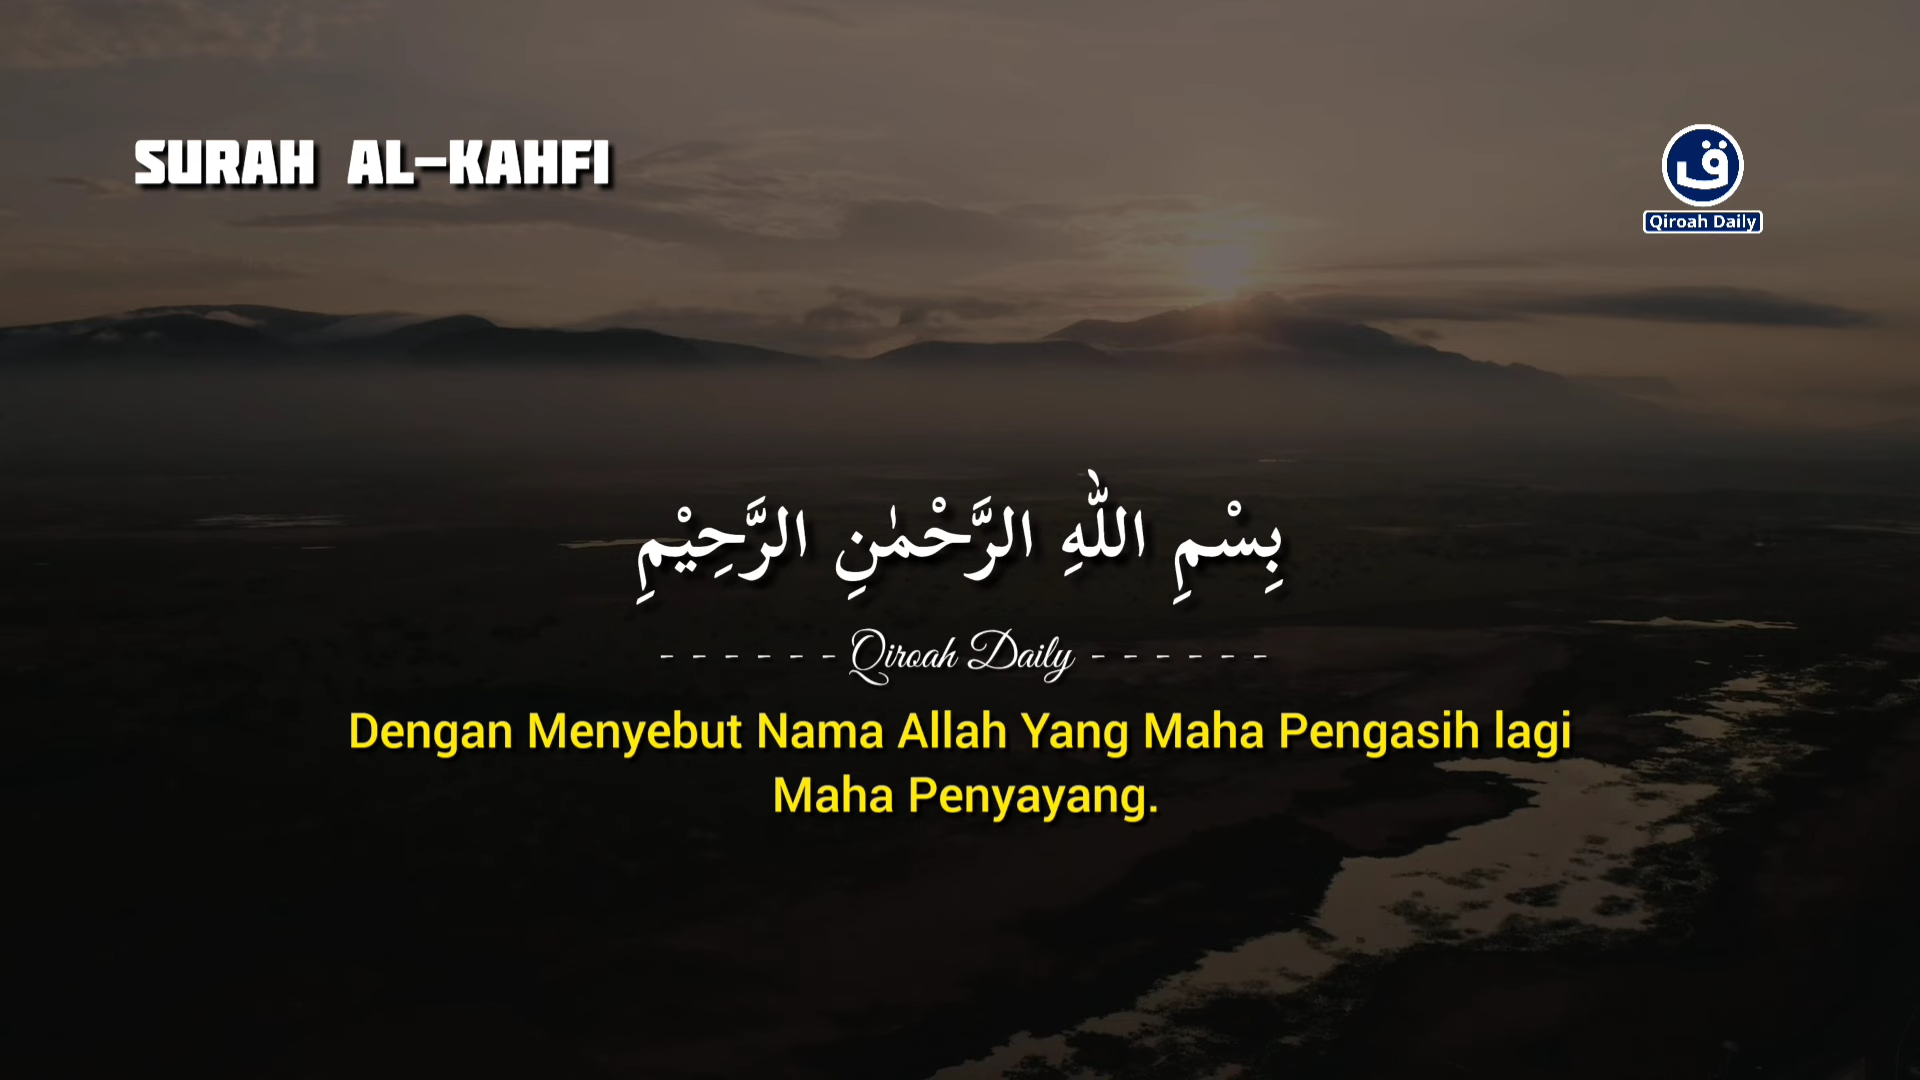 SURAH AL-KAHFI
ق
Qiroah Daily
بِسْمِ اللّٰهِ الرَّحْمٰنِ الرَّحِيْمِ
- - - - - - Qiroah Daily - - - - - -
Dengan Menyebut Nama Allah Yang Maha Pengasih lagi
Maha Penyayang.